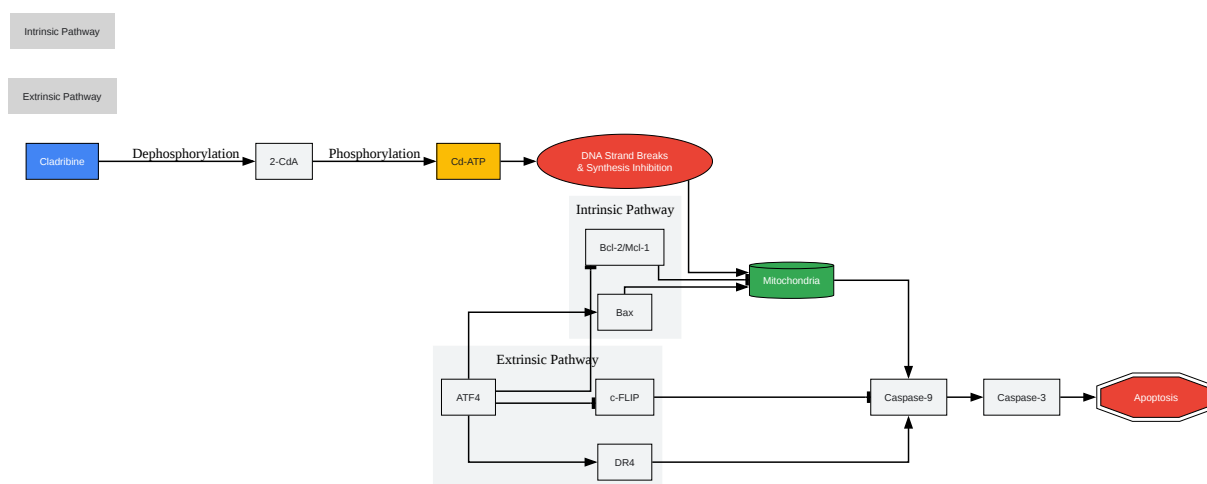 Intrinsic Pathway
Extrinsic Pathway
Cladribine
Dephosphorylation
2-CdA
Phosphorylation
Cd-ATP
DNA Strand Breaks
& Synthesis Inhibition
Intrinsic Pathway
Bcl-2/Mcl-1
Mitochondria
Bax
Extrinsic Pathway
ATF4
c-FLIP
Caspase-9
Caspase-3
Apoptosis
DR4